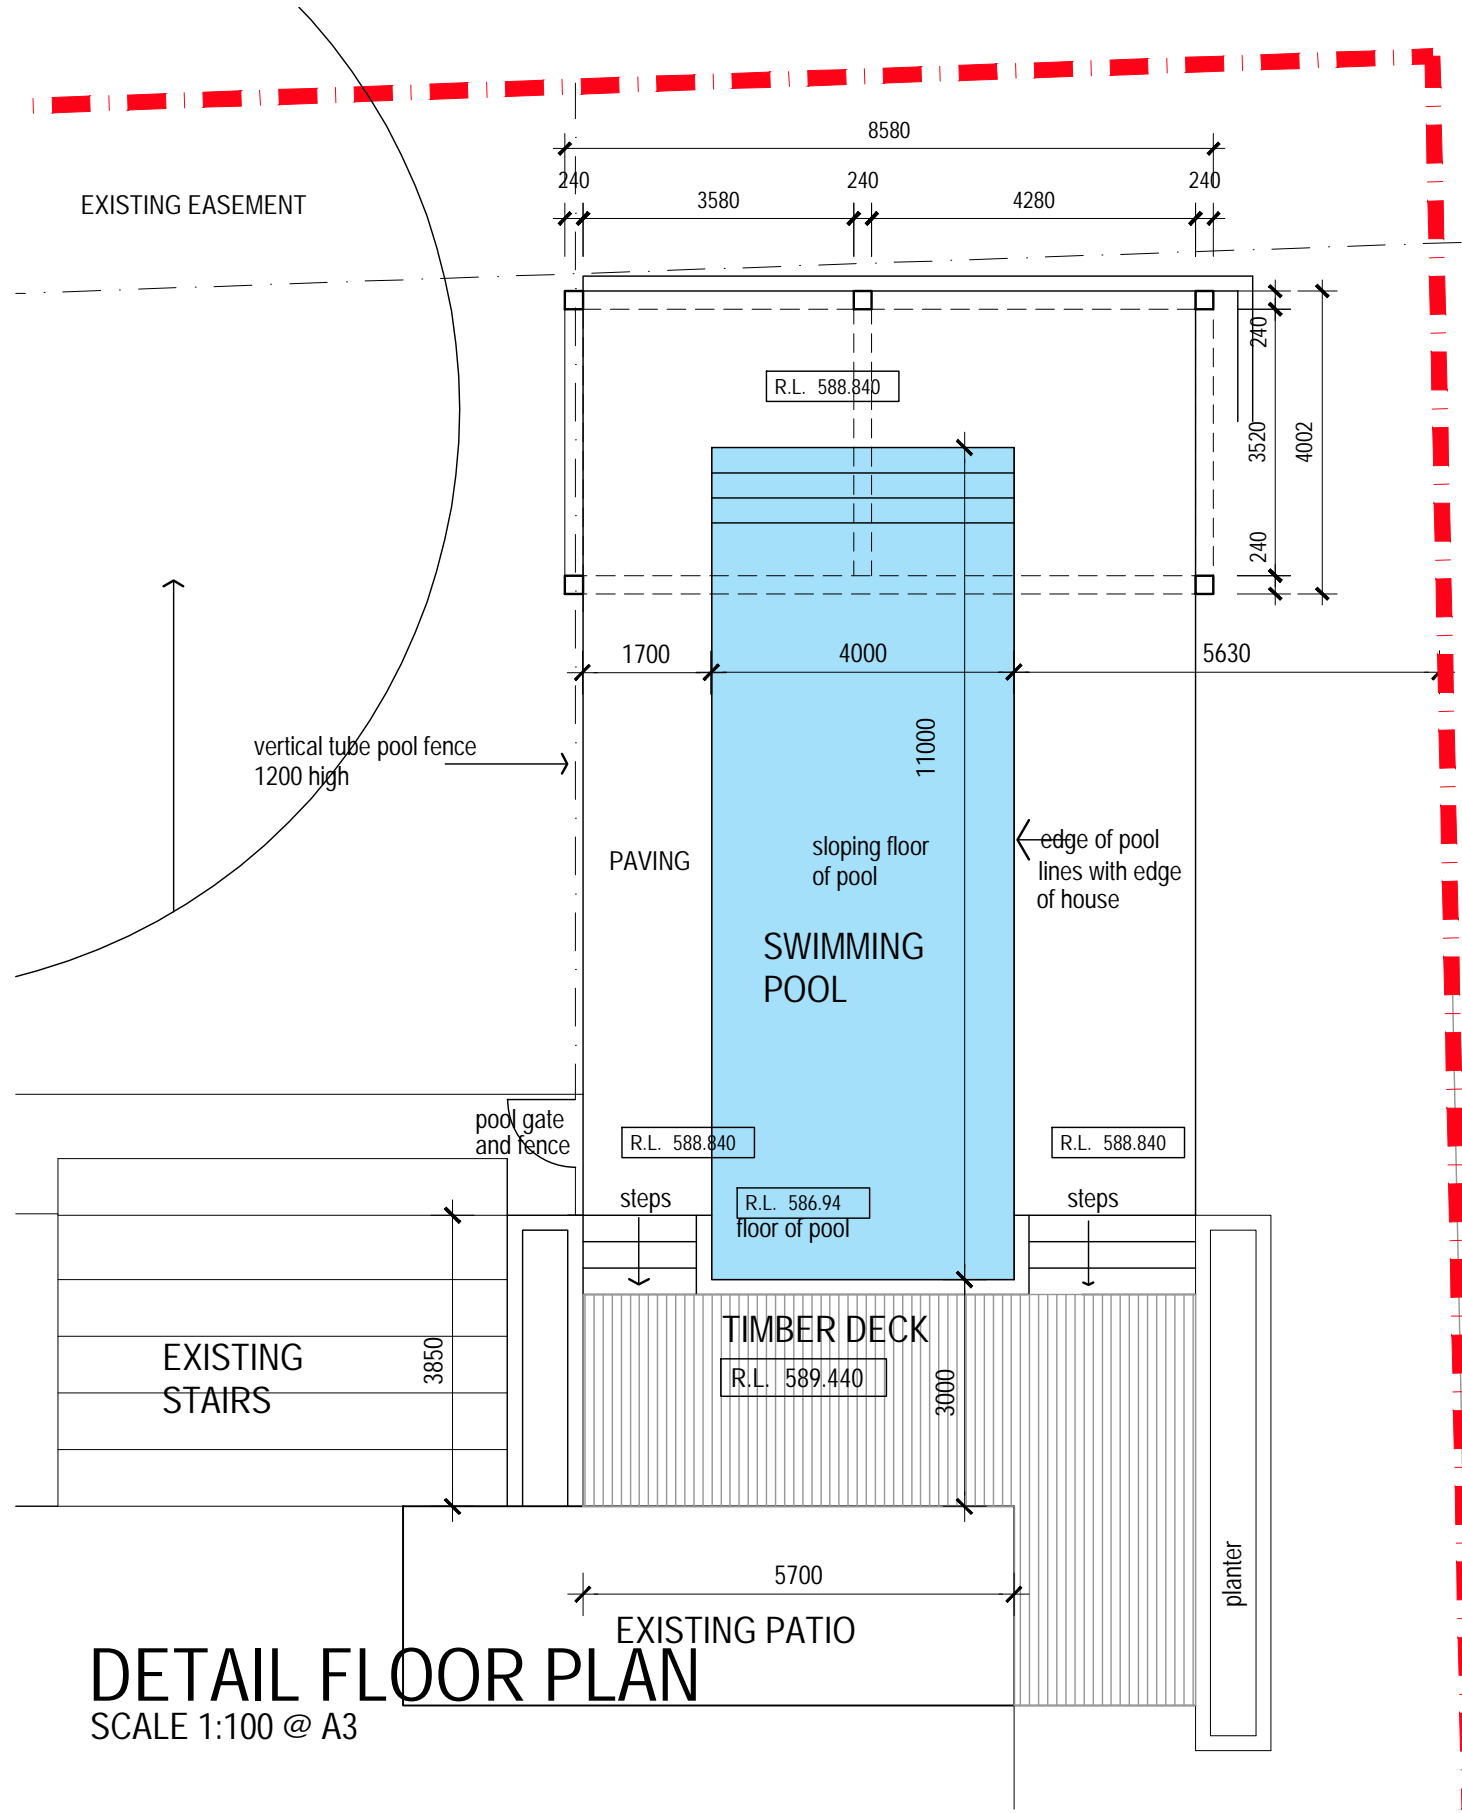 8580
240
240
240
3580
4280
EXISTING EASEMENT
240
R.L. 588.840
3520
4002
240
1700
4000
5630
vertical tube pool fence
1200 high
11000
edge of pool
lines with edge
of house
PAVING
sloping floor
of pool
SWIMMING
POOL
pool gate
and fence
R.L. 588.840
R.L. 588.840
steps
R.L. 586.94
floor of pool
steps
TIMBER DECK
R.L. 589.440
EXISTING
STAIRS
3850
3000
5700
EXISTING PATIO
planter
DETAIL FLOOR PLAN
SCALE 1:100 @ A3